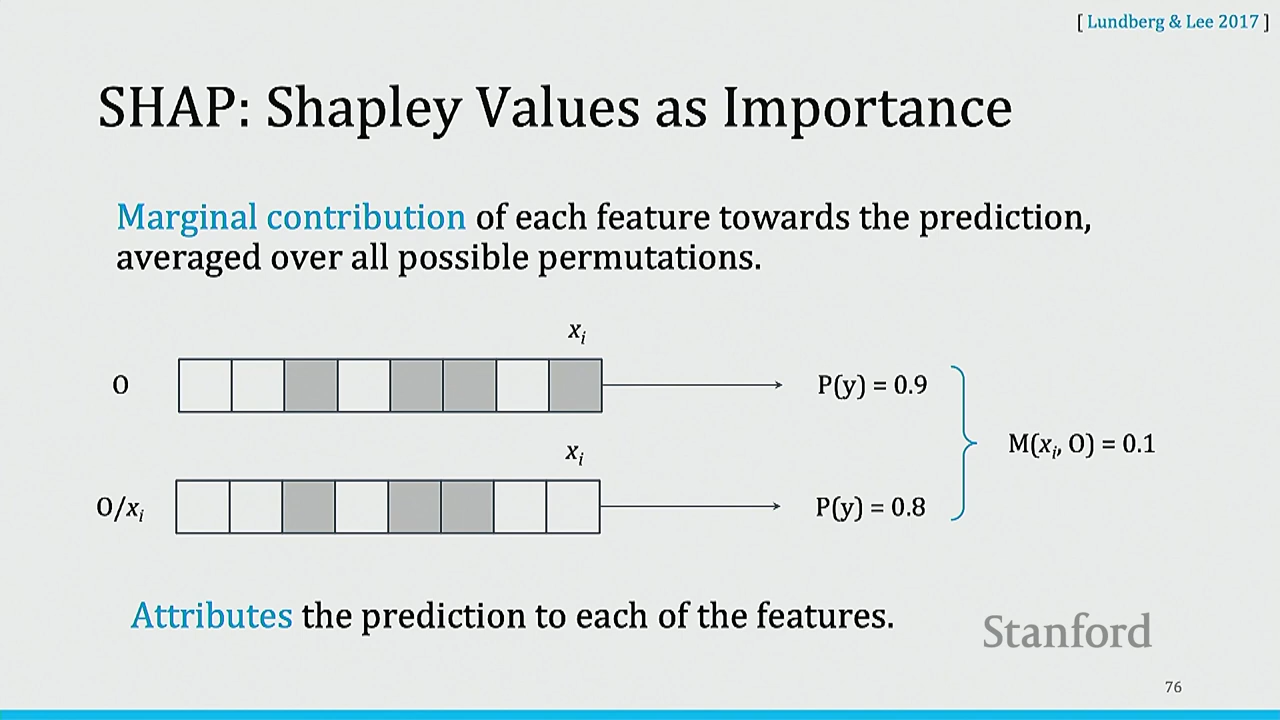 [ Lundberg & Lee 2017 ]
SHAP: Shapley Values as Importance
Marginal contribution of each feature towards the prediction,
averaged over all possible permutations.
xi
O
P(y) = 0.9
M(xi, O) = 0.1
xi
O/xi
P(y) = 0.8
Attributes the prediction to each of the features.
Stanford
76